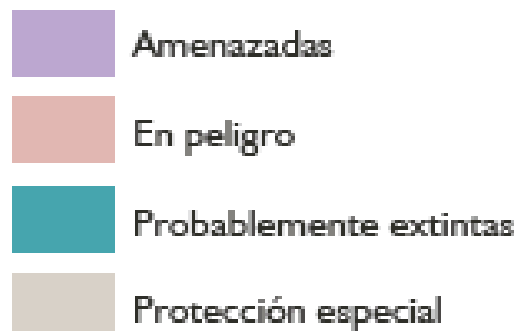 Amenazadas
En peligro
Probablemente extintas
Protección especial